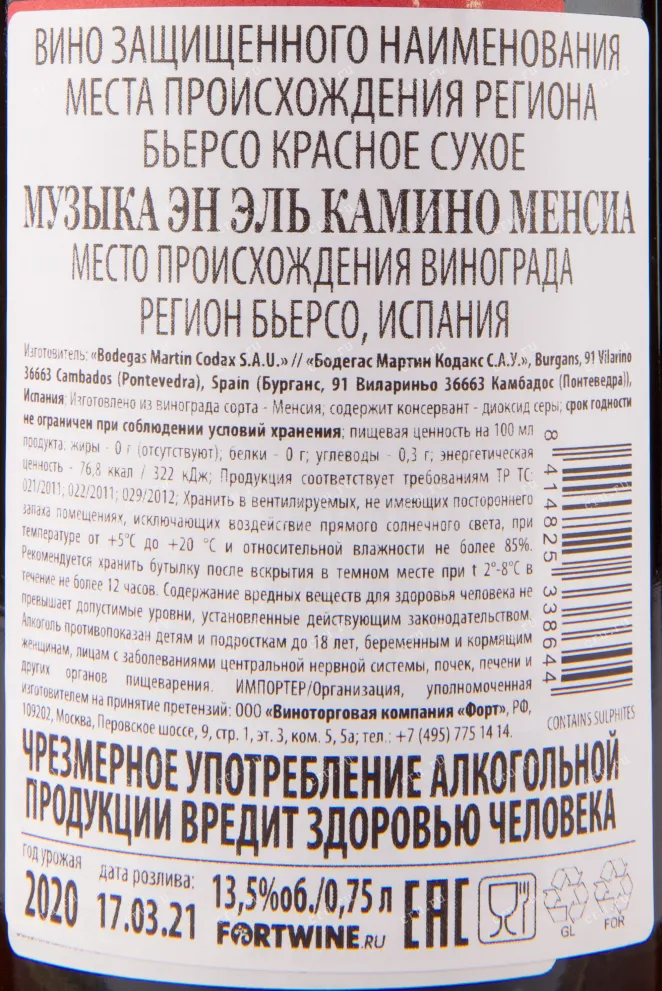 ВИНО ЗАЩИЩЕННОГО НАИМЕНОВАНИЯ
МЕСТА ПРОИСХОЖДЕНИЯ РЕГИОНА
БЬЕРСО КРАСНОЕ СУХОЕ
МУЗЫКА ЭН ЭЛЬ КАМИНО МЕНСИА
МЕСТО ПРОИСХОЖДЕНИЯ ВИНОГРАДА
РЕГИОН БЬЕРСО, ИСПАНИЯ
Изготовитель: «Bodegas Martin Codax S.A.U.» // «Бодегас Мартин Кодакс С.А.У.», Burgans, 91 Vilarino
36663 Cambados (Pontevedra), Spain (Бурганс, 91 Вилариньо 36663 Камбадос (Понтеведра)),
Испания; Изготовлено из винограда сорта - Менсия; содержит консервант - диоксид серы; срок годности
не ограничен при соблюдении условий хранения; пищевая ценность на 100 мл
продукта: жиры - 0 г (отсутствуют); белки - 0 г; углеводы - 0,3 г; энергетическая
ценность - 76,8 ккал / 322 кДж; Продукция соответствует требованиям ТР ТС:
021/2011; 022/2011; 029/2012; Хранить в вентилируемых, не имеющих постороннего
запаха помещениях, исключающих воздействие прямого солнечного света, при
температуре от +5°С до +20 °С и относительной влажности не более 85%.
Рекомендуется хранить бутылку после вскрытия в темном месте при t 2°-8°С в
течение не более 12 часов. Содержание вредных веществ для здоровья человека не
превышает допустимые уровни, установленные действующим законодательством.
Алкоголь противопоказан детям и подросткам до 18 лет, беременным и кормящим
женщинам, лицам с заболеваниями центральной нервной системы, почек, печени и
других органов пищеварения. ИМПОРТЕР/Организация, уполномоченная
изготовителем на принятие претензий: ООО «Виноторговая компания «Форт», РФ,
109202, Москва, Перовское шоссе, 9, стр. 1, эт. 3, ком. 5, 5а; тел.: +7 (495) 775 14 14.
8 414825 338644
CONTAINS SULPHITES
ЧРЕЗМЕРНОЕ УПОТРЕБЛЕНИЕ АЛКОГОЛЬНОЙ
ПРОДУКЦИИ ВРЕДИТ ЗДОРОВЬЮ ЧЕЛОВЕКА
год урожая
2020
дата розлива:
17.03.21
13,5%об./0,75 л
FORTWINE.RU
EAC
GL
FOR